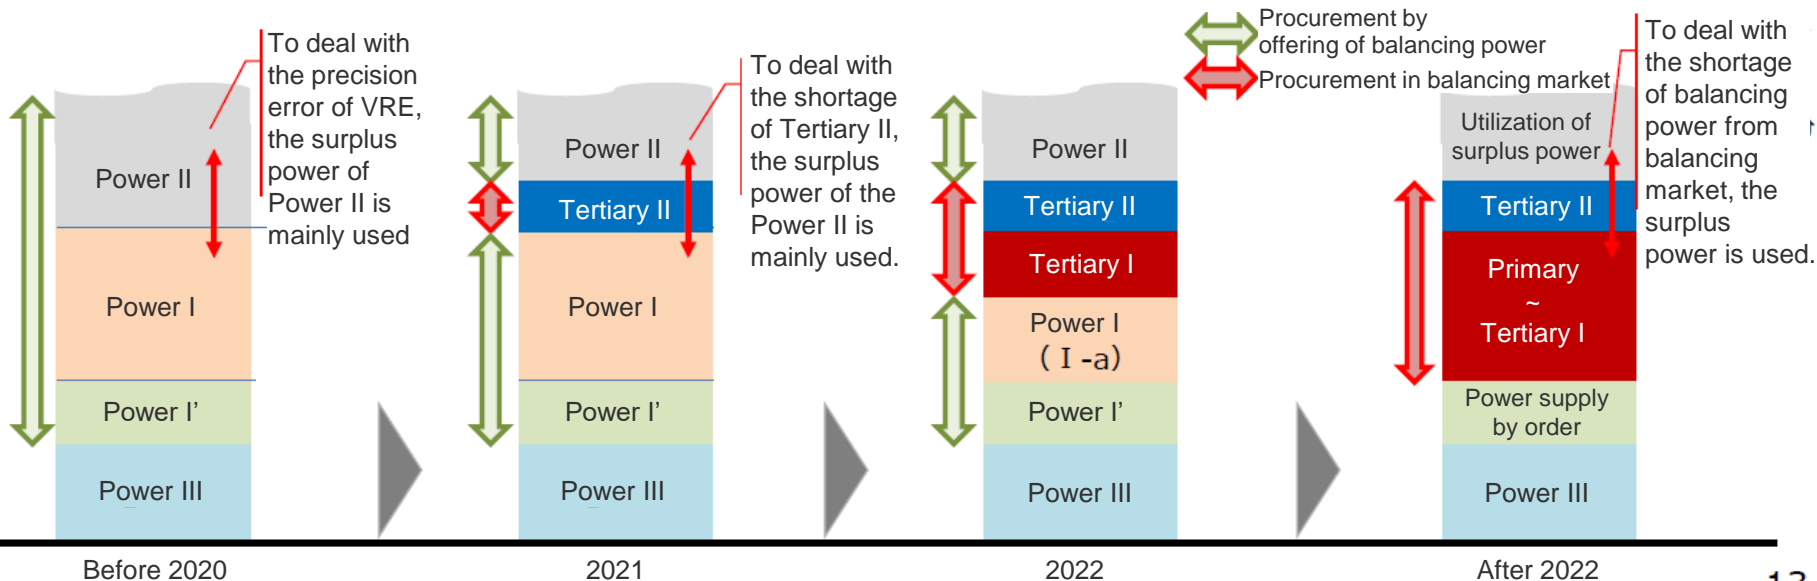 To deal with
the precision
error of VRE,
the surplus
power of
Power II is
mainly used
Power II
Power I
Power I’
Power III
Before 2020
To deal with
the shortage
of Tertiary II,
the surplus
power of the
Power II is
mainly used.
Power II
Tertiary II
Power I
Power I’
Power III
2021
Procurement by
offering of balancing power
Procurement in balancing market
Power II
Tertiary II
Tertiary I
Power I
( I -a)
Power I’
Power III
2022
To deal with
the shortage
of balancing
power from
balancing
market, the
surplus
power is used.
Utilization of
surplus power
Tertiary II
Primary
~
Tertiary I
Power supply
by order
Power III
After 2022